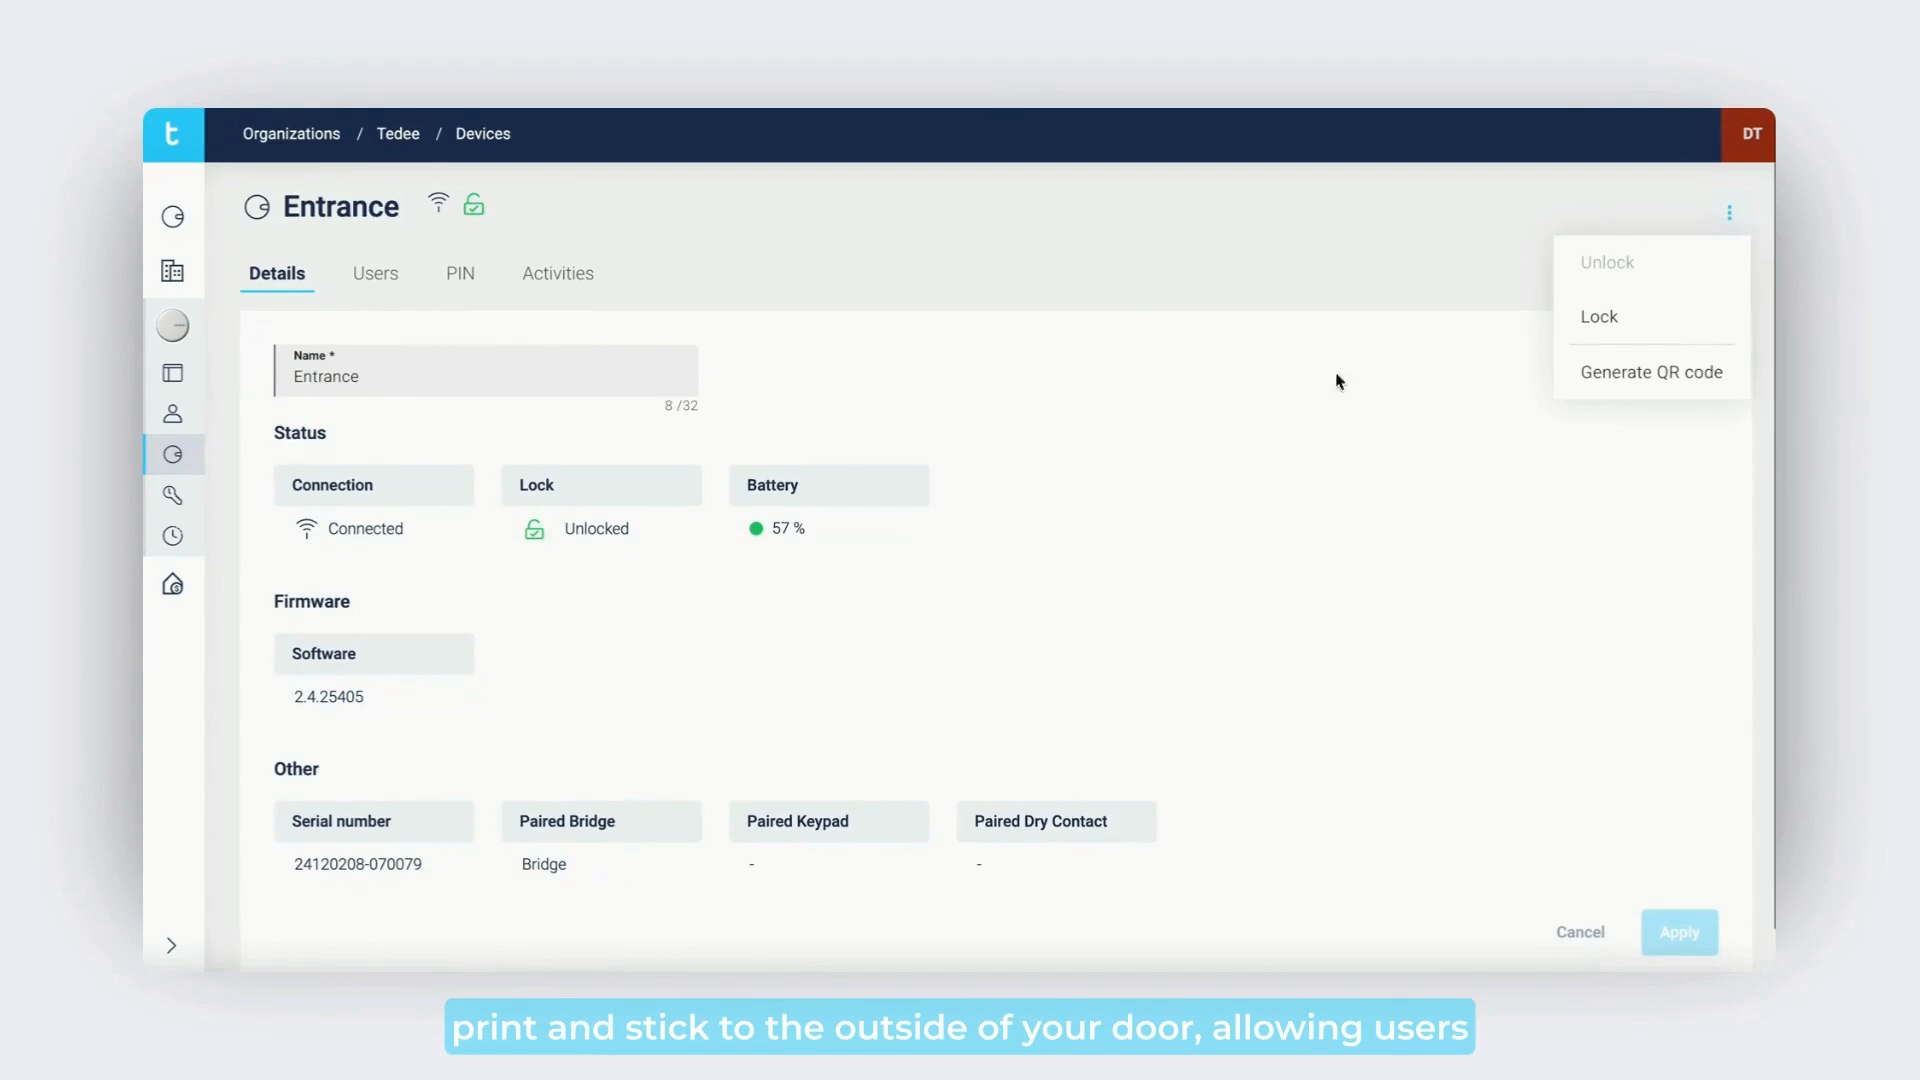 t
Organizations / Tedee / Devices
DT
Entrance
Details Users PIN Activities
Unlock
Lock
Generate QR code
Name *
Entrance
8 /32
Status
Connection Lock Battery
Connected Unlocked 57 %
Firmware
Software
2.4.25405
Other
Serial number Paired Bridge Paired Keypad Paired Dry Contact
24120208-070079 Bridge - -
Cancel Apply
print and stick to the outside of your door, allowing users